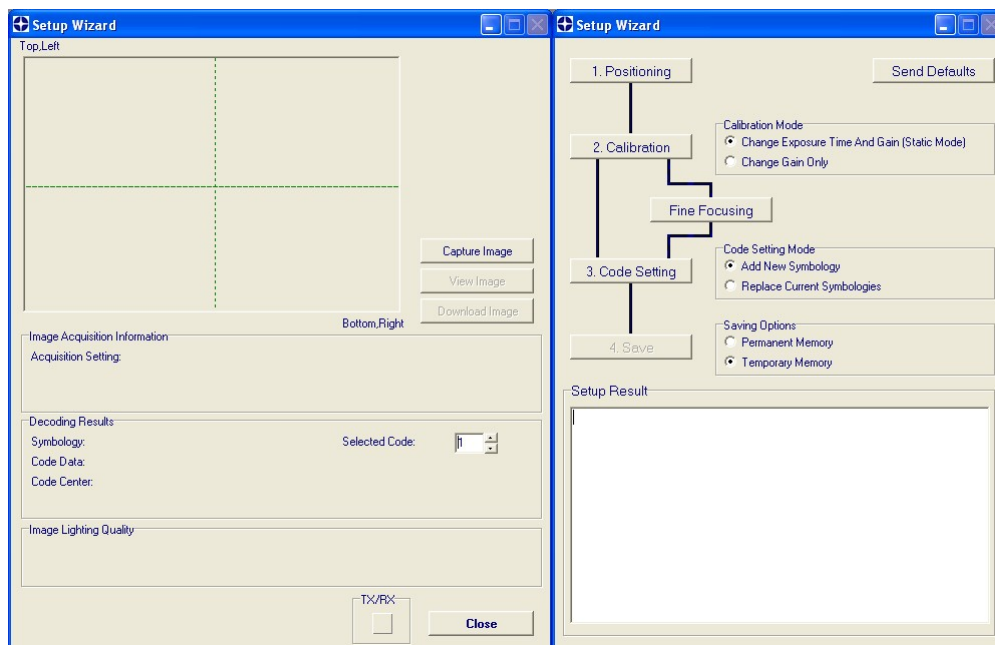 Setup Wizard
Top,Left
Capture Image
View Image
Download Image
Bottom,Right
Image Acquisition Information
Acquisition Setting:
Decoding Results
Symbology:
Selected Code: 1
Code Data:
Code Center:
Image Lighting Quality
TX/RX
Close
Setup Wizard
1. Positioning
Send Defaults
Calibration Mode
2. Calibration
Change Exposure Time And Gain (Static Mode)
Change Gain Only
Fine Focusing
Code Setting Mode
3. Code Setting
Add New Symbology
Replace Current Symbologies
Saving Options
4. Save
Permanent Memory
Temporary Memory
Setup Result